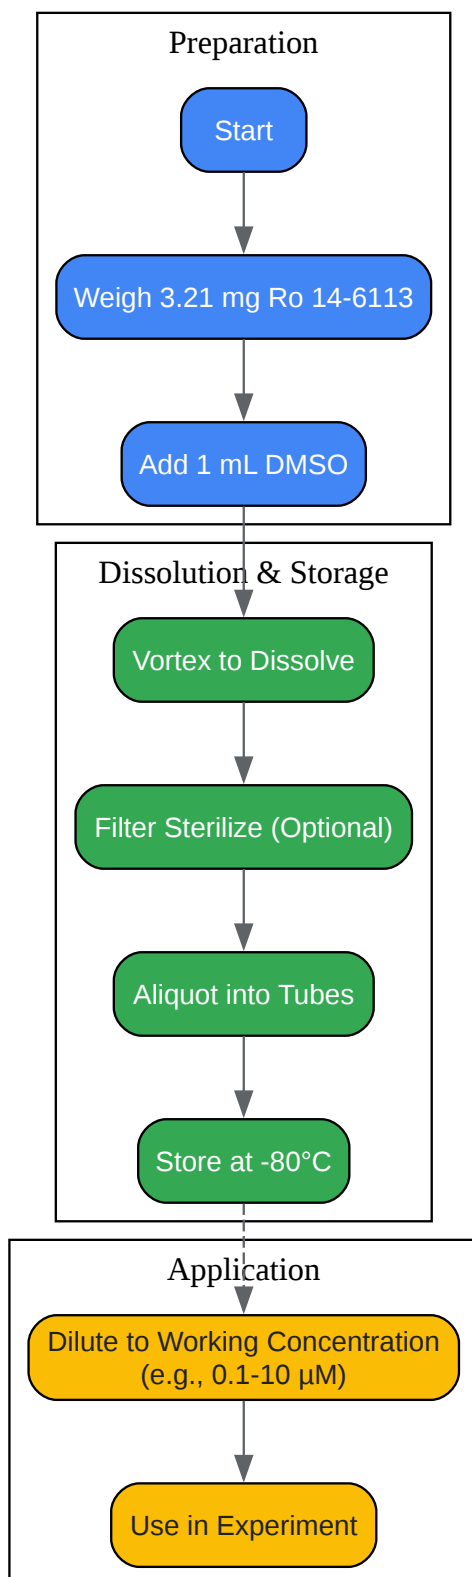 Preparation
Start
Weigh 3.21 mg Ro 14-6113
Add 1 mL DMSO
Dissolution & Storage
Vortex to Dissolve
Filter Sterilize (Optional)
Aliquot into Tubes
Store at -80°C
Application
Dilute to Working Concentration
(e.g., 0.1-10 µM)
Use in Experiment